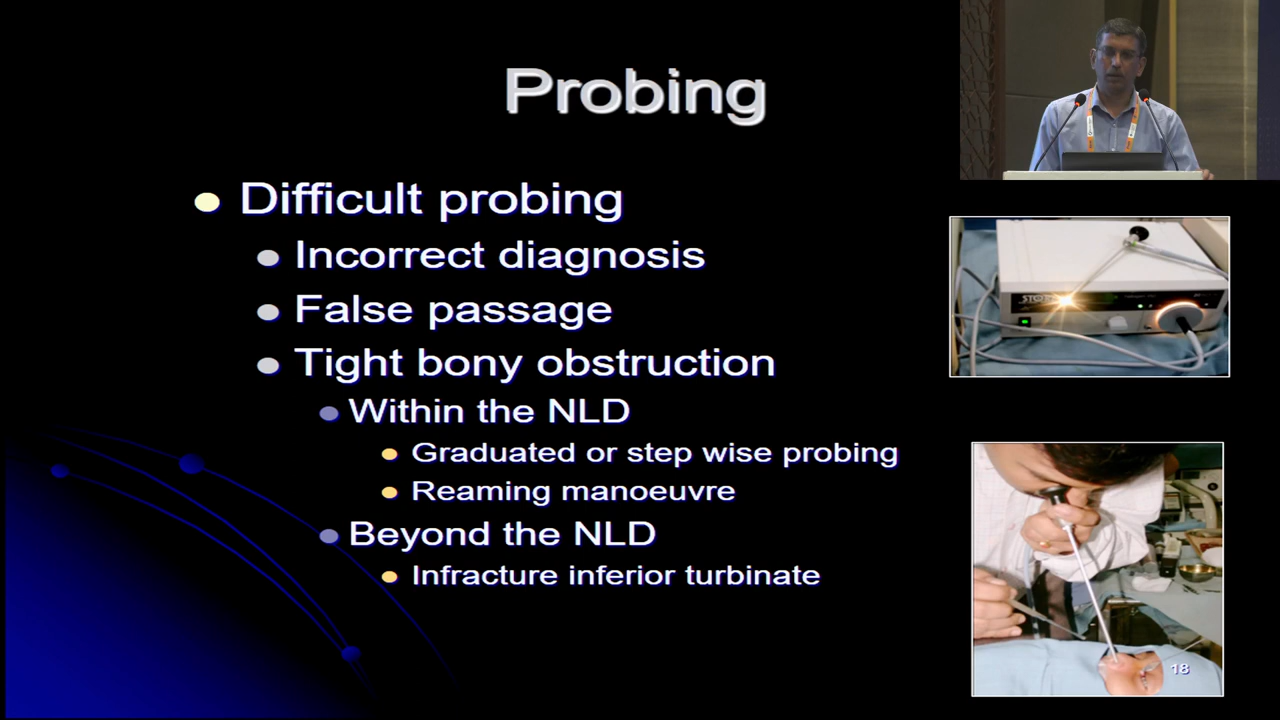 Probing
Difficult probing
Incorrect diagnosis
False passage
Tight bony obstruction
Within the NLD
Graduated or step wise probing
Reaming manoeuvre
Beyond the NLD
Infracture inferior turbinate
18